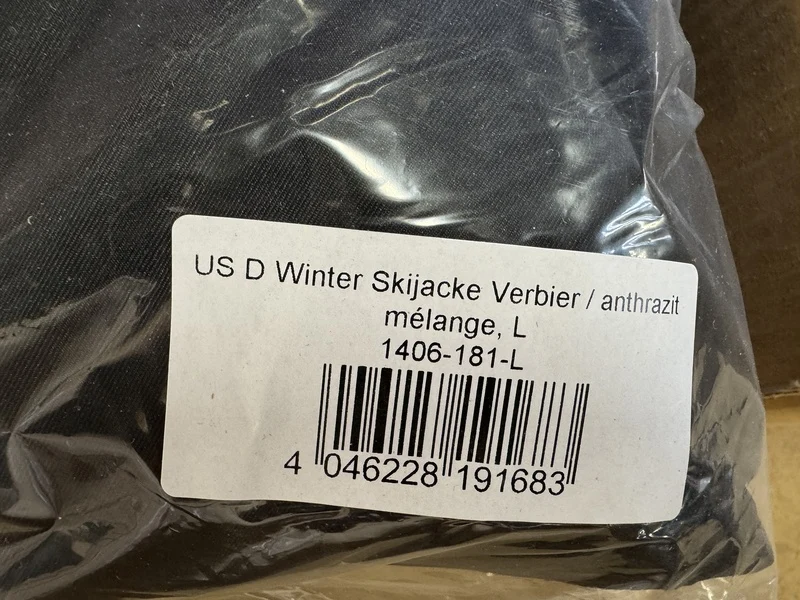 US D Winter Skijacke Verbier / anthrazit
mélange, L
1406-181-L
4 046228 191683